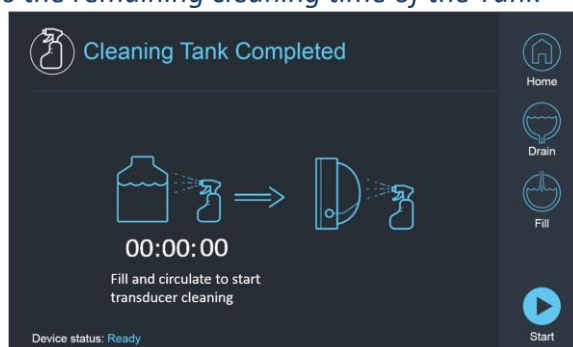 the remaining cleaning time of the Tank
Cleaning Tank Completed
Home
Drain
Fill
00:00:00
Fill and circulate to start
transducer cleaning
Device status: Ready
Start